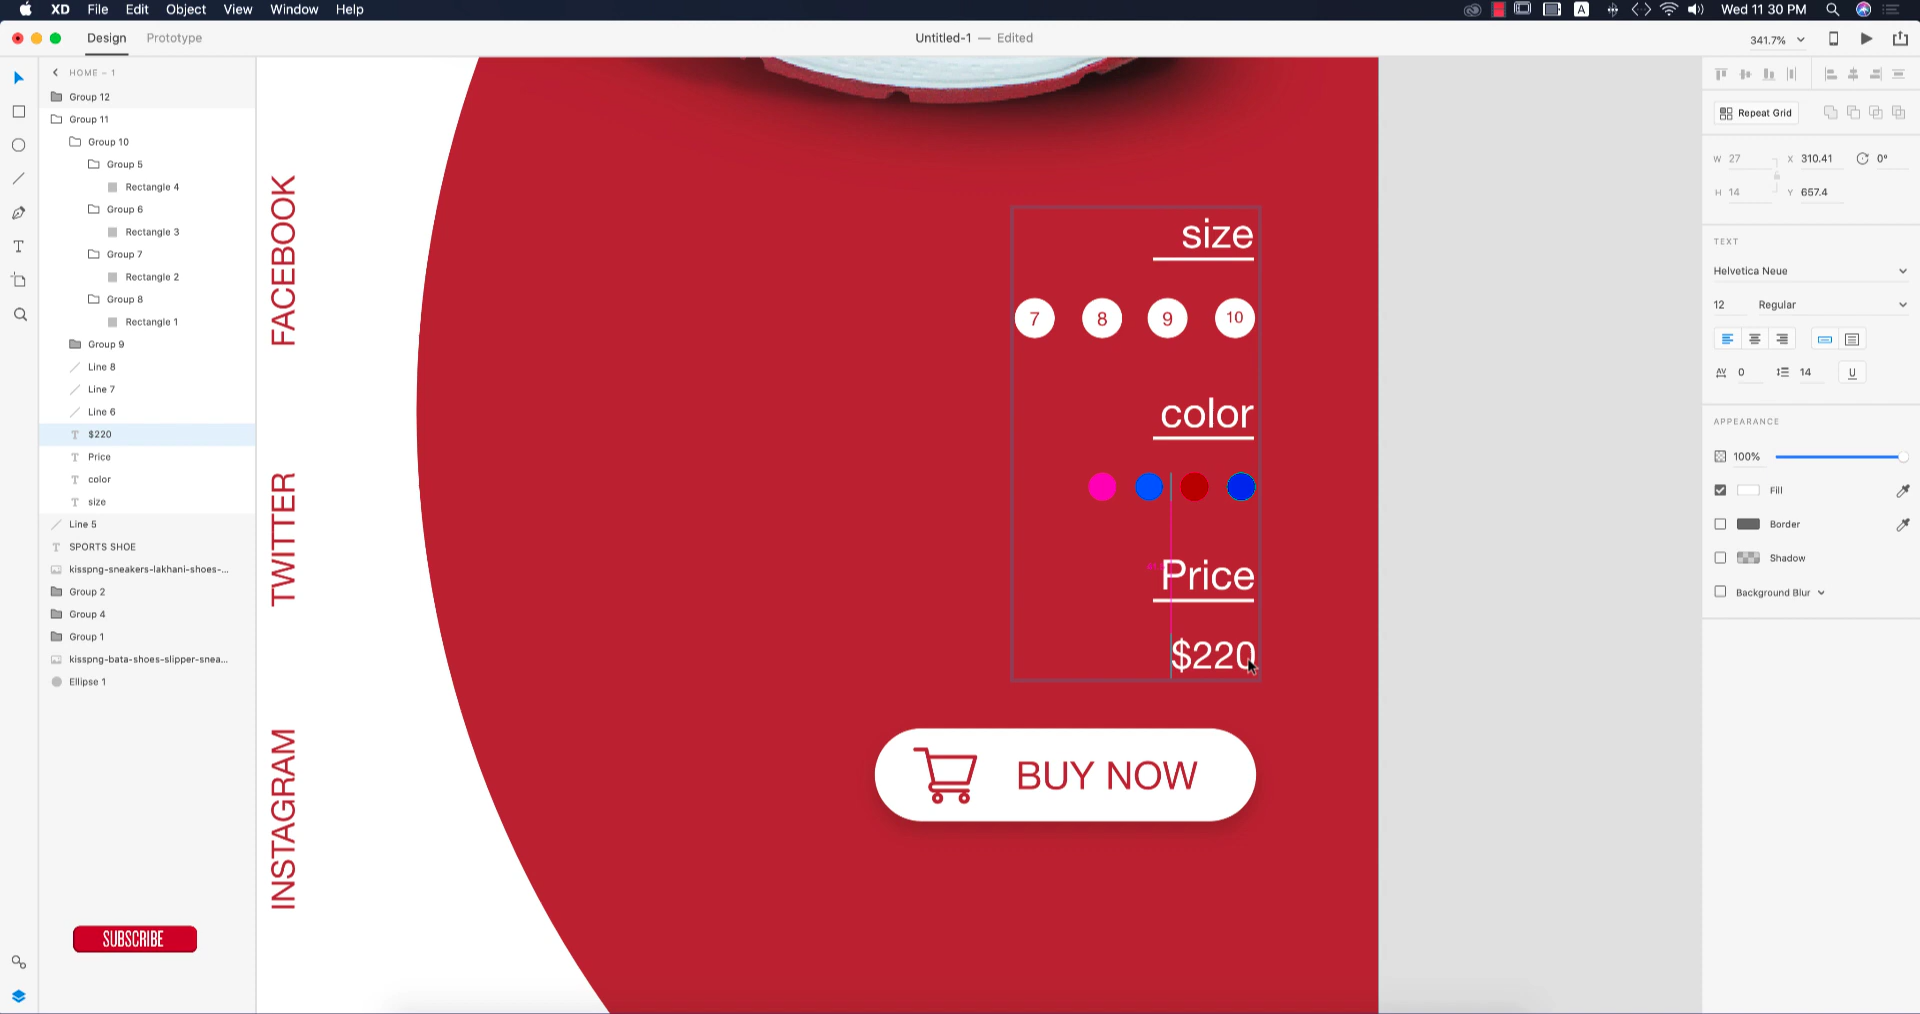 XD File Edit Object View Window Help
A Wed 11 30 PM
Design Prototype
Untitled-1 — Edited
341.7%
HOME – 1
Group 12
Group 11
Group 10
Group 5
Rectangle 4
Group 6
Rectangle 3
Group 7
Rectangle 2
Group 8
Rectangle 1
Group 9
Line 8
Line 7
Line 6
T $220
T Price
T color
T size
Line 5
T SPORTS SHOE
kisspng-sneakers-lakhani-shoes-...
Group 2
Group 4
Group 1
kisspng-bata-shoes-slipper-snea...
Ellipse 1
SUBSCRIBE
FACEBOOK
TWITTER
INSTAGRAM
size
7 8 9 10
color
Price
$220
BUY NOW
Repeat Grid
W 27 X 310.41 0°
H 14 Y 657.4
TEXT
Helvetica Neue
12 Regular
AV 0 14 U
APPEARANCE
100%
Fill
Border
Shadow
Background Blur